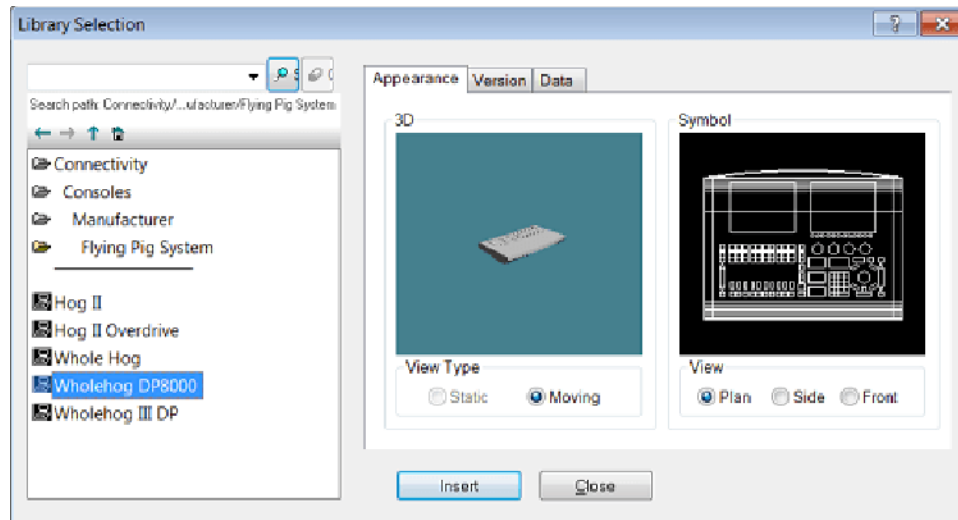 Library Selection
Search path: Connectivity/...ufacturer/Flying Pig System
Connectivity
Consoles
Manufacturer
Flying Pig System
Hog II
Hog II Overdrive
Whole Hog
Wholehog DP8000
Wholehog III DP
Appearance Version Data
3D
View Type
Static Moving
Symbol
View
Plan Side Front
Insert Close